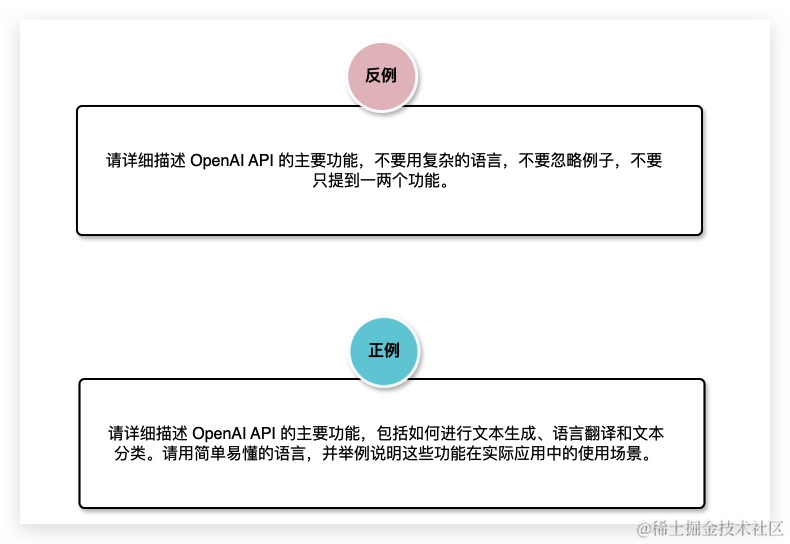 反例
请详细描述 OpenAI API 的主要功能，不要用复杂的语言，不要忽略例子，不要
只提到一两个功能。
正例
请详细描述 OpenAI API 的主要功能，包括如何进行文本生成、语言翻译和文本
分类。请用简单易懂的语言，并举例说明这些功能在实际应用中的使用场景。
@稀土掘金技术社区